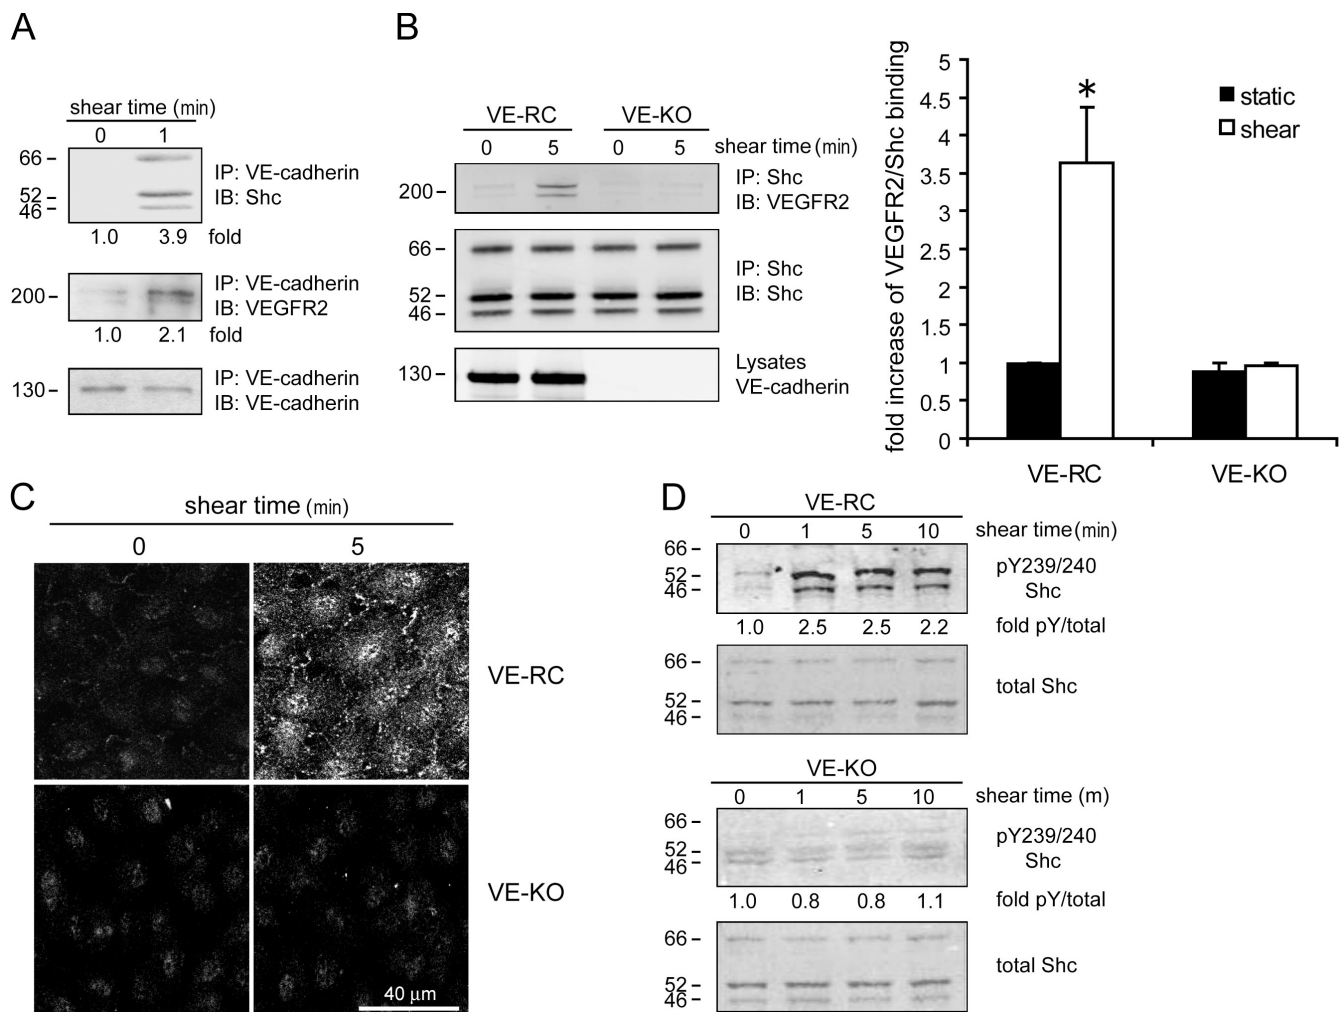 A
shear time (min)
0 1
66
52
46
IP: VE-cadherin
IB: Shc
1.0 3.9 fold
200
IP: VE-cadherin
IB: VEGFR2
1.0 2.1 fold
130
IP: VE-cadherin
IB: VE-cadherin
B
VE-RC VE-KO
0 5 0 5 shear time (min)
200
IP: Shc
IB: VEGFR2
66
52
46
IP: Shc
IB: Shc
130
Lysates
VE-cadherin
fold increase of VEGFR2/Shc binding
5
4.5
4
3.5
3
2.5
2
1.5
1
0.5
0
*
static
shear
VE-RC VE-KO
C
shear time (min)
0 5
VE-RC
VE-KO
40 μm
D
VE-RC
0 1 5 10 shear time (min)
66
52
46
pY239/240
Shc
1.0 2.5 2.5 2.2 fold pY/total
66
52
46
total Shc
VE-KO
0 1 5 10 shear time (m)
66
52
46
pY239/240
Shc
1.0 0.8 0.8 1.1 fold pY/total
66
52
46
total Shc